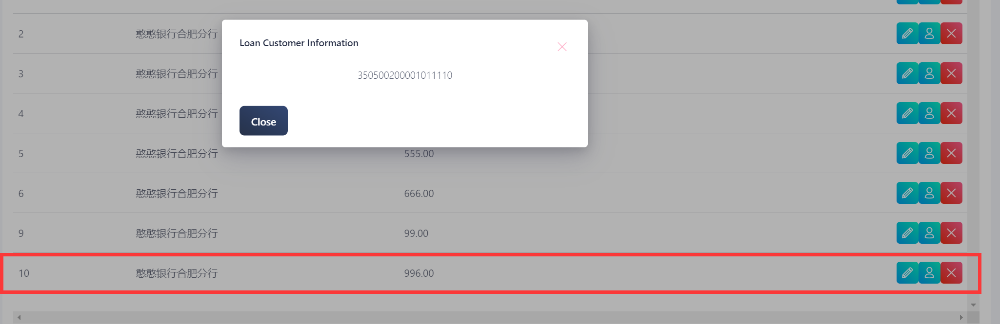 2 憨憨银行合肥分行
Loan Customer Information
3 憨憨银行合肥分行
350500200001011110
4 憨憨银行合肥分行
Close
5 憨憨银行合肥分行 555.00
6 憨憨银行合肥分行 666.00
9 憨憨银行合肥分行 99.00
10 憨憨银行合肥分行 996.00